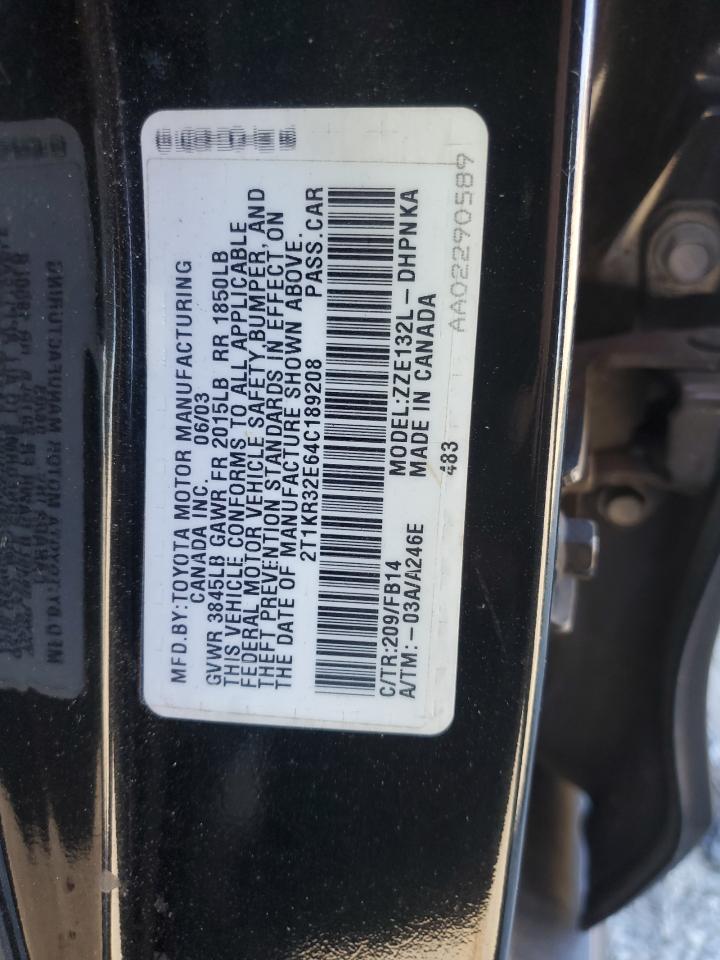 MFD.BY:TOYOTA MOTOR MANUFACTURING
CANADA INC. 06/03
GVWR 3845LB GAWR FR 2015LB RR 1850LB
THIS VEHICLE CONFORMS TO ALL APPLICABLE
FEDERAL MOTOR VEHICLE SAFETY BUMPER, AND
THEFT PREVENTION STANDARDS IN EFFECT ON
THE DATE OF MANUFACTURE SHOWN ABOVE.
2T1KR32E64C189208 PASS.CAR
C/TR:209/FB14 MODEL:ZZE132L-DHPNKA
A/TM:-03A/A246E MADE IN CANADA
483
AA02290589